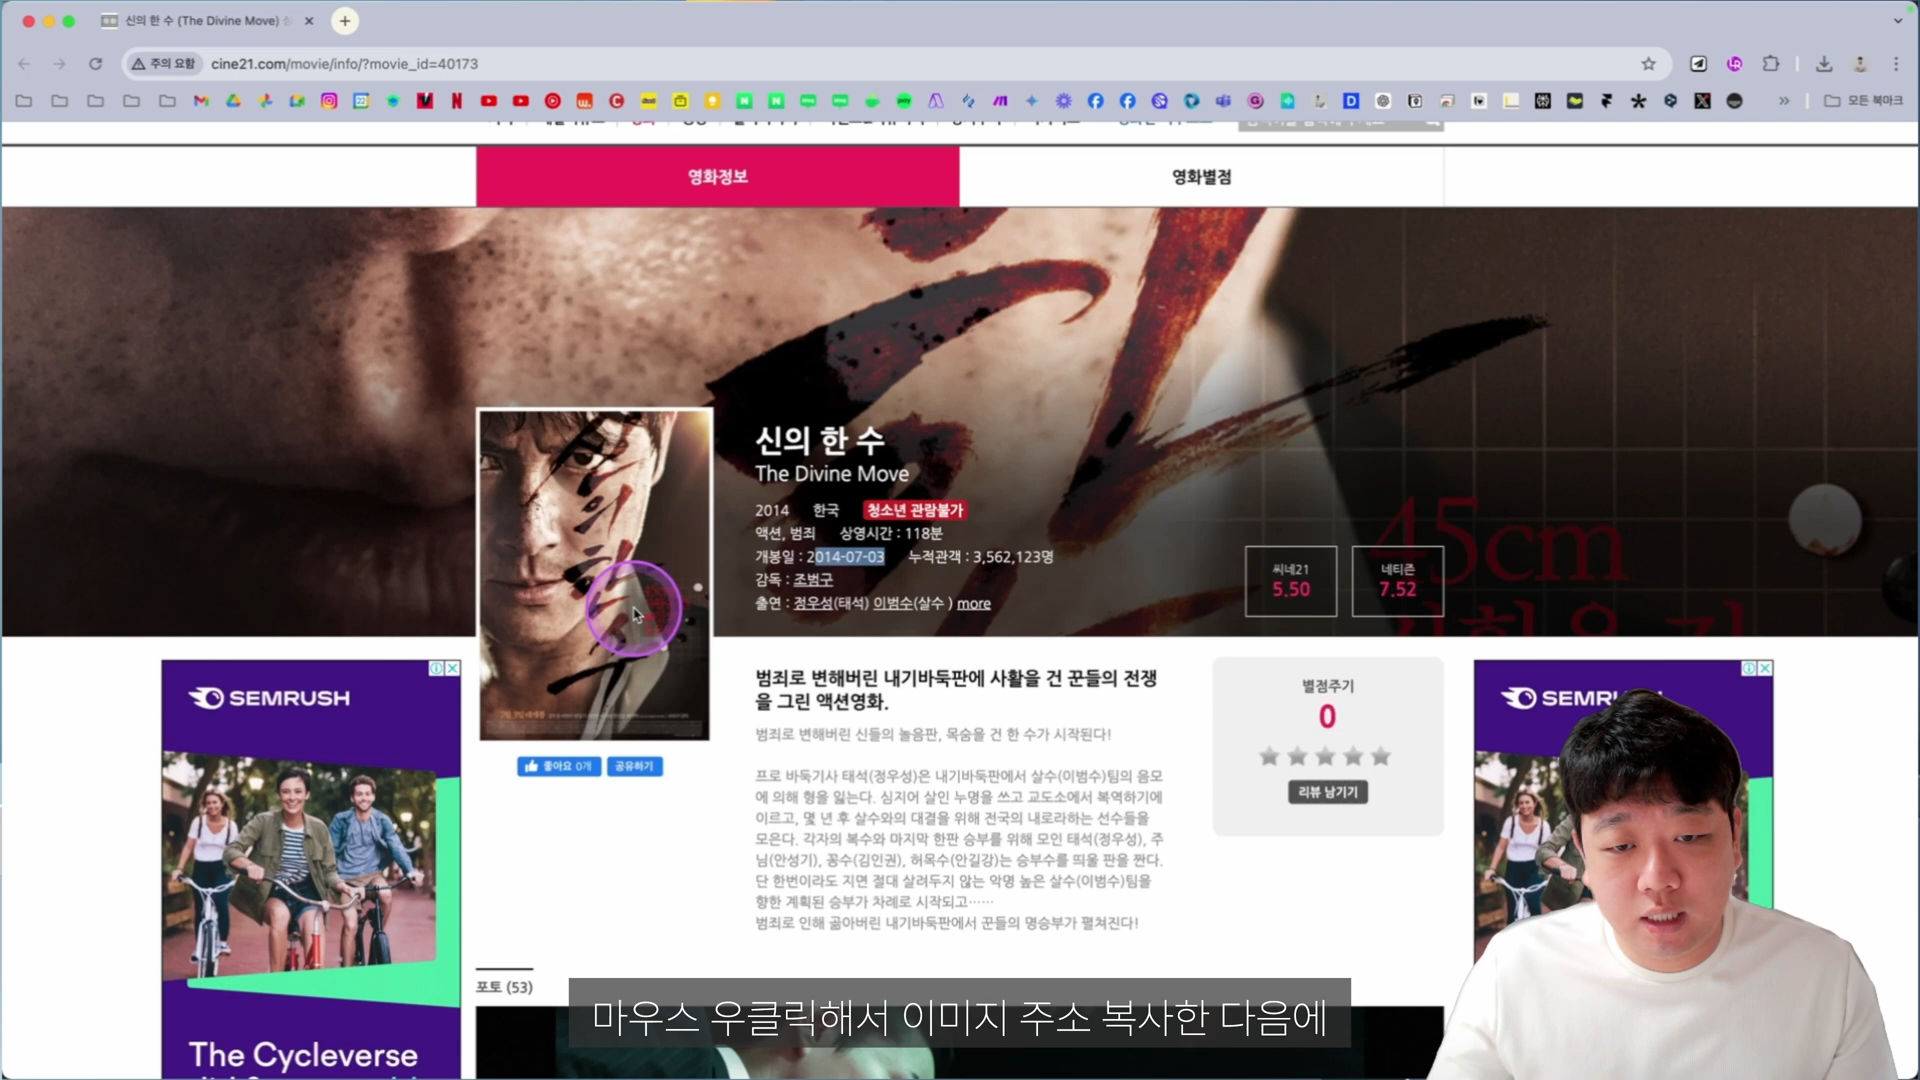 신의 한 수 (The Divine Move)
주의 요함
cine21.com/movie/info/?movie_id=40173
모든 북마크
영화정보
영화별점
신의 한 수
The Divine Move
2014 한국 청소년 관람불가
액션, 범죄 상영시간 : 118분
개봉일 : 2014-07-03 누적관객 : 3,562,123명
감독 : 조범구
출연 : 정우성(태석) 이범수(살수 ) more
45cm
씨네21
5.50
네티즌
7.52
좋아요 0개
공유하기
범죄로 변해버린 내기바둑판에 사활을 건 꾼들의 전쟁
을 그린 액션영화.
범죄로 변해버린 신들의 놀음판, 목숨을 건 한 수가 시작된다!
프로 바둑기사 태석(정우성)은 내기바둑판에서 살수(이범수)팀의 음모
에 의해 형을 잃는다. 심지어 살인 누명을 쓰고 교도소에서 복역하기에
이르고, 몇 년 후 살수와의 대결을 위해 전국의 내로라하는 선수들을
모은다. 각자의 복수와 마지막 한판 승부를 위해 모인 태석(정우성), 주
님(안성기), 꽁수(김인권), 허목수(안길강)는 승부수를 띄울 판을 짠다.
단 한번이라도 지면 절대 살려두지 않는 악명 높은 살수(이범수)팀을
향한 계획된 승부가 차례로 시작되고……
범죄로 인해 곪아버린 내기바둑판에서 꾼들의 명승부가 펼쳐진다!
별점주기
0
리뷰 남기기
SEMRUSH
The Cycleverse
SEMR
포토 (53)
마우스 우클릭해서 이미지 주소 복사한 다음에